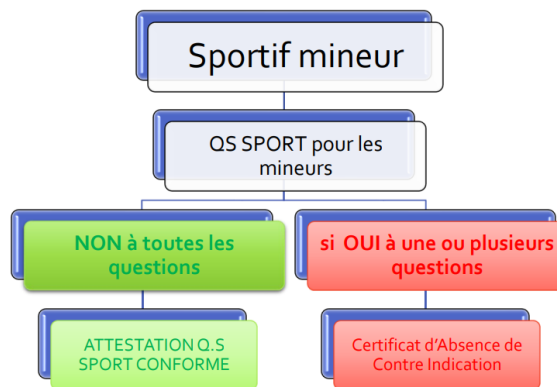 Sportif mineur
QS SPORT pour les
mineurs
NON à toutes les
questions
si OUI à une ou plusieurs
questions
ATTESTATION Q.S
SPORT CONFORME
Certificat d'Absence de
Contre Indication